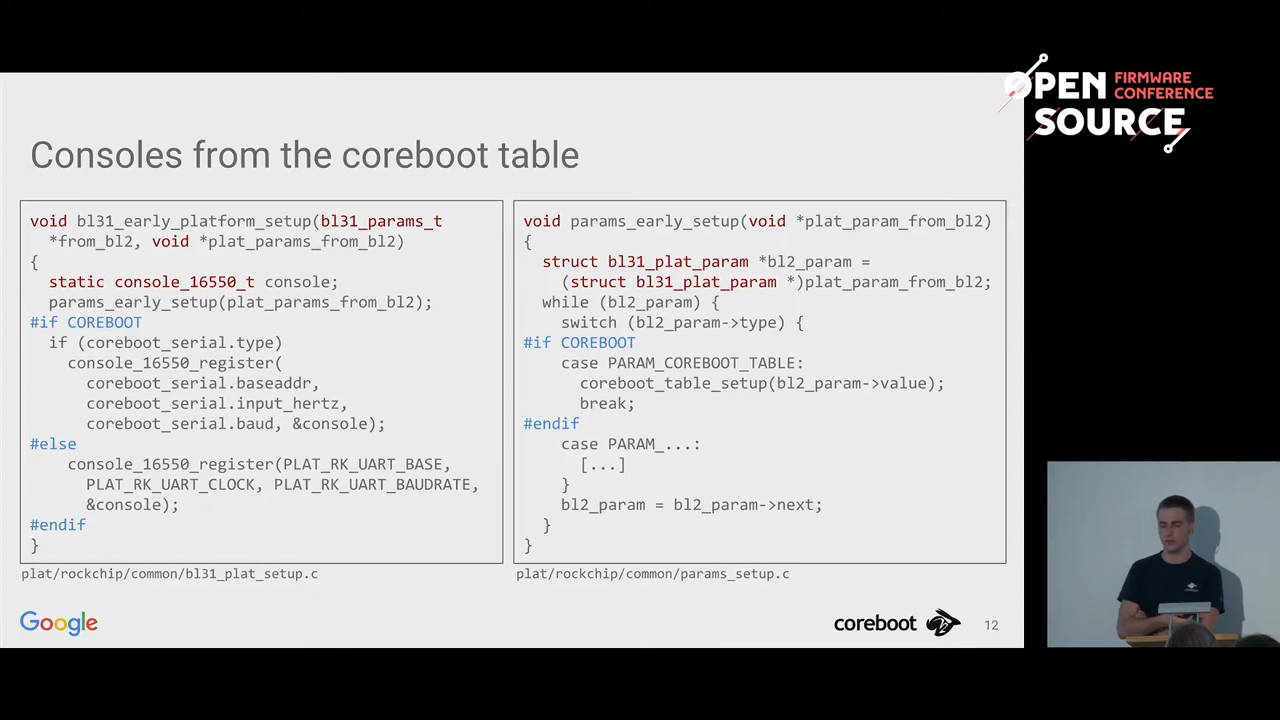 OPEN FIRMWARE CONFERENCE
SOURCE
Consoles from the coreboot table
void bl31_early_platform_setup(bl31_params_t
*from_bl2, void *plat_params_from_bl2)
{
static console_16550_t console;
params_early_setup(plat_params_from_bl2);
#if COREBOOT
if (coreboot_serial.type)
console_16550_register(
coreboot_serial.baseaddr,
coreboot_serial.input_hertz,
coreboot_serial.baud, &console);
#else
console_16550_register(PLAT_RK_UART_BASE,
PLAT_RK_UART_CLOCK, PLAT_RK_UART_BAUDRATE,
&console);
#endif
}
plat/rockchip/common/bl31_plat_setup.c
void params_early_setup(void *plat_param_from_bl2)
{
struct bl31_plat_param *bl2_param =
(struct bl31_plat_param *)plat_param_from_bl2;
while (bl2_param) {
switch (bl2_param->type) {
#if COREBOOT
case PARAM_COREBOOT_TABLE:
coreboot_table_setup(bl2_param->value);
break;
#endif
case PARAM_...:
[...]
}
bl2_param = bl2_param->next;
}
}
plat/rockchip/common/params_setup.c
Google
coreboot
12